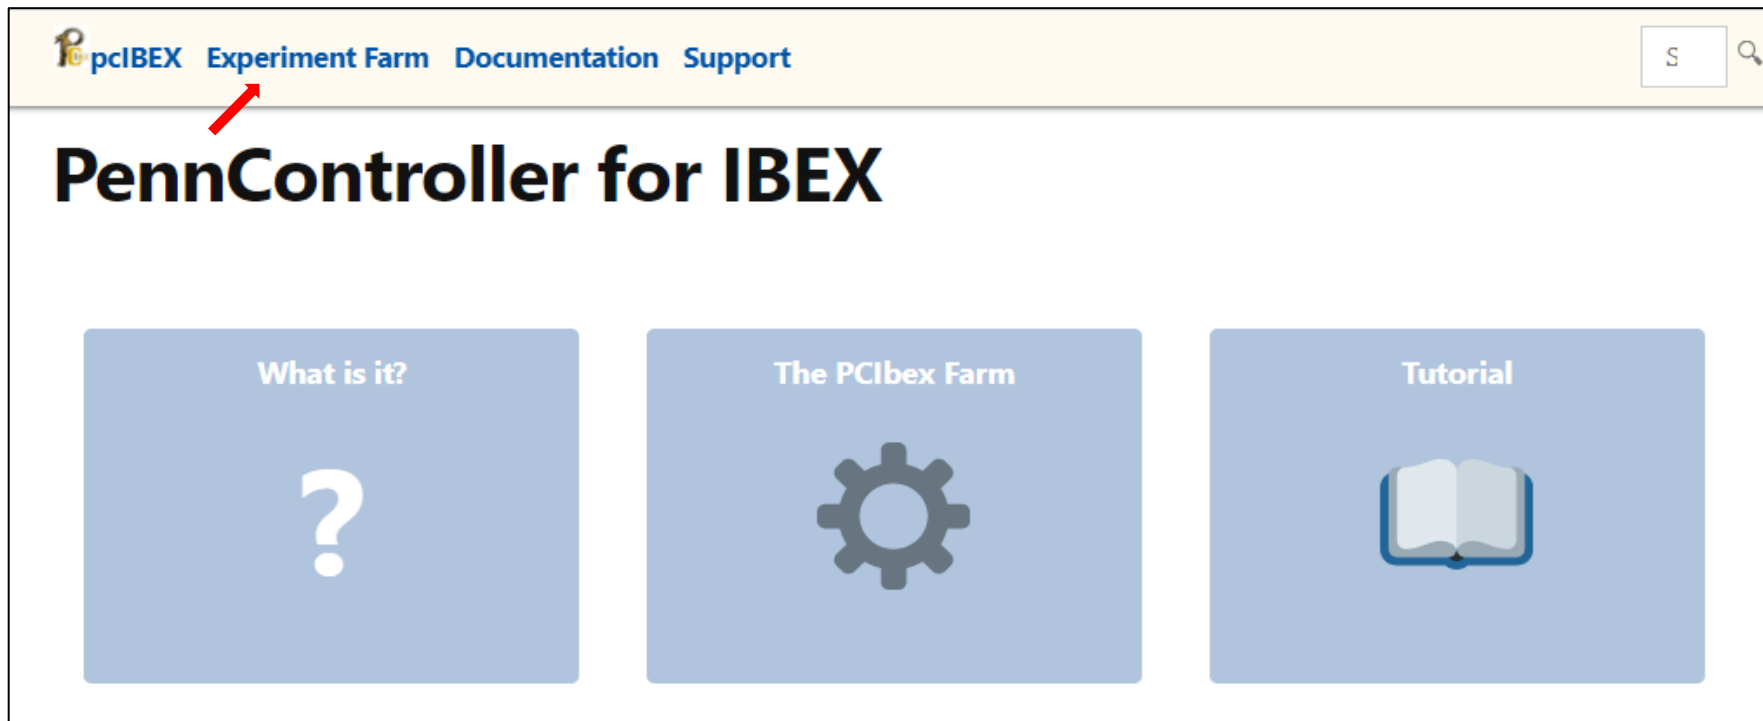 pcIBEX Experiment Farm Documentation Support S
PennController for IBEX
What is it? The PCIbex Farm Tutorial
?